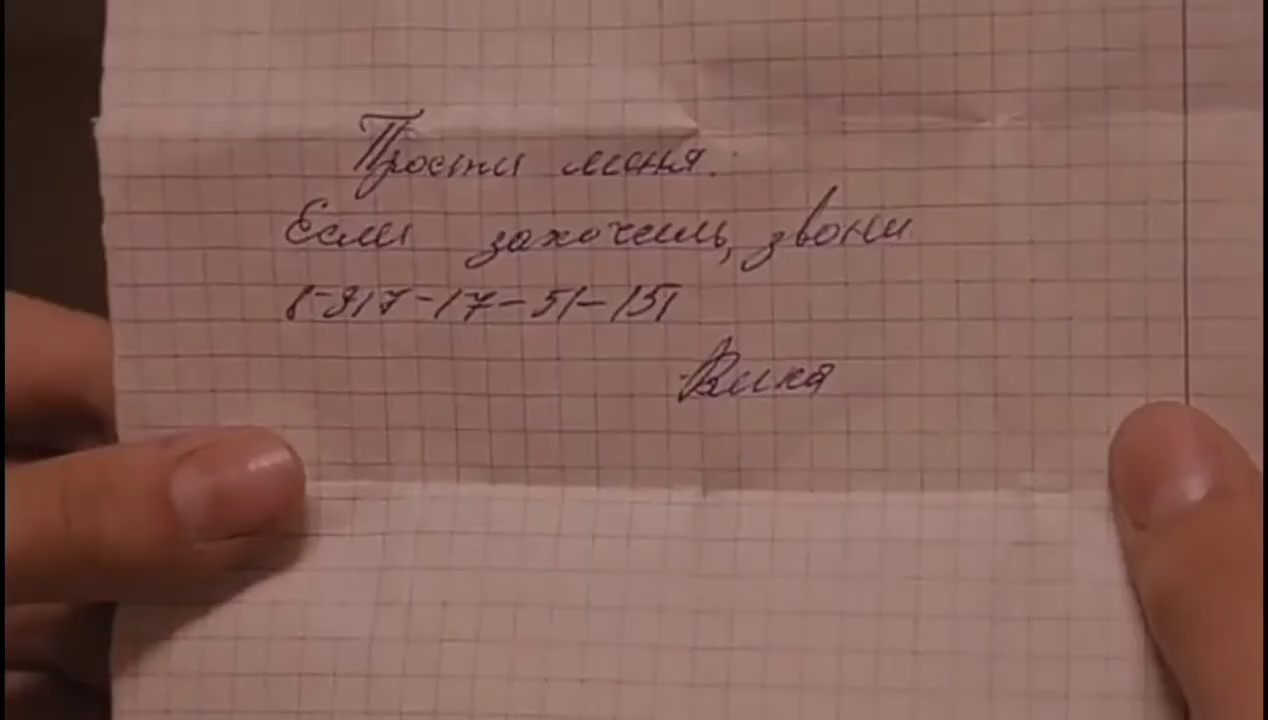 Прости меня.
Если захочешь, звони
8-917-17-51-151
Вика